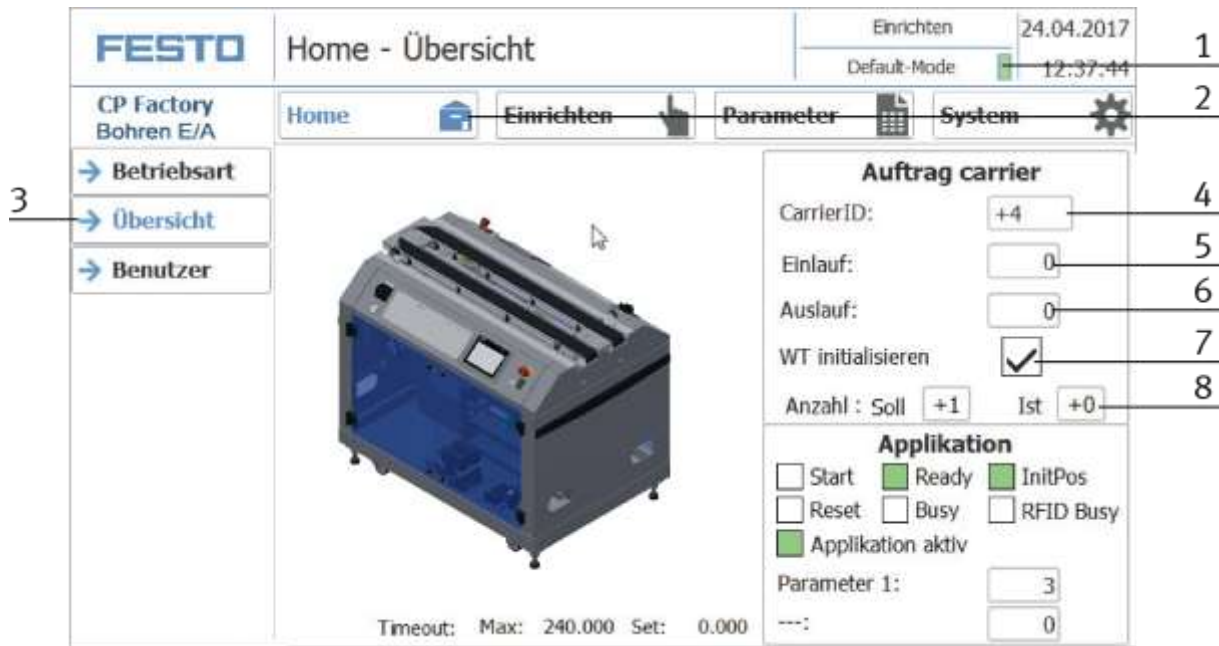 FESTO
Home - Übersicht
Einrichten
24.04.2017
Default-Mode
12:37:44
1
CP Factory
Bohren E/A
Home
Einrichten
Parameter
System
2
Betriebsart
Übersicht
Benutzer
3
Auftrag carrier
CarrierID: +4
4
Einlauf: 0
5
Auslauf: 0
6
WT initialisieren
7
Anzahl : Soll +1 Ist +0
8
Applikation
Start Ready InitPos
Reset Busy RFID Busy
Applikation aktiv
Parameter 1: 3
---: 0
Timeout: Max: 240.000 Set: 0.000